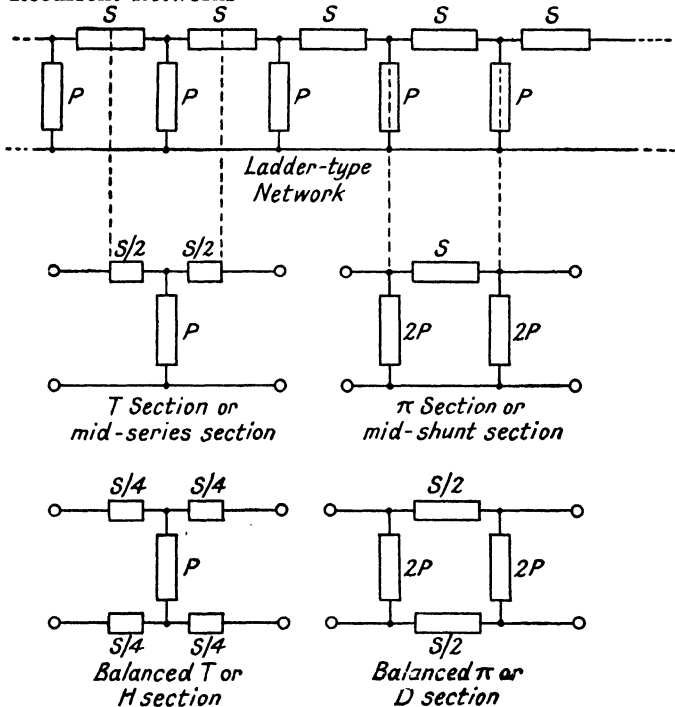 S S S S S
P P P P P
Ladder-type
Network
S/2 S/2
P
T Section or
mid-series section
S
2P 2P
π Section or
mid-shunt section
S/4 S/4
P
S/4 S/4
Balanced T or
H section
S/2
2P 2P
S/2
Balanced π or
D section